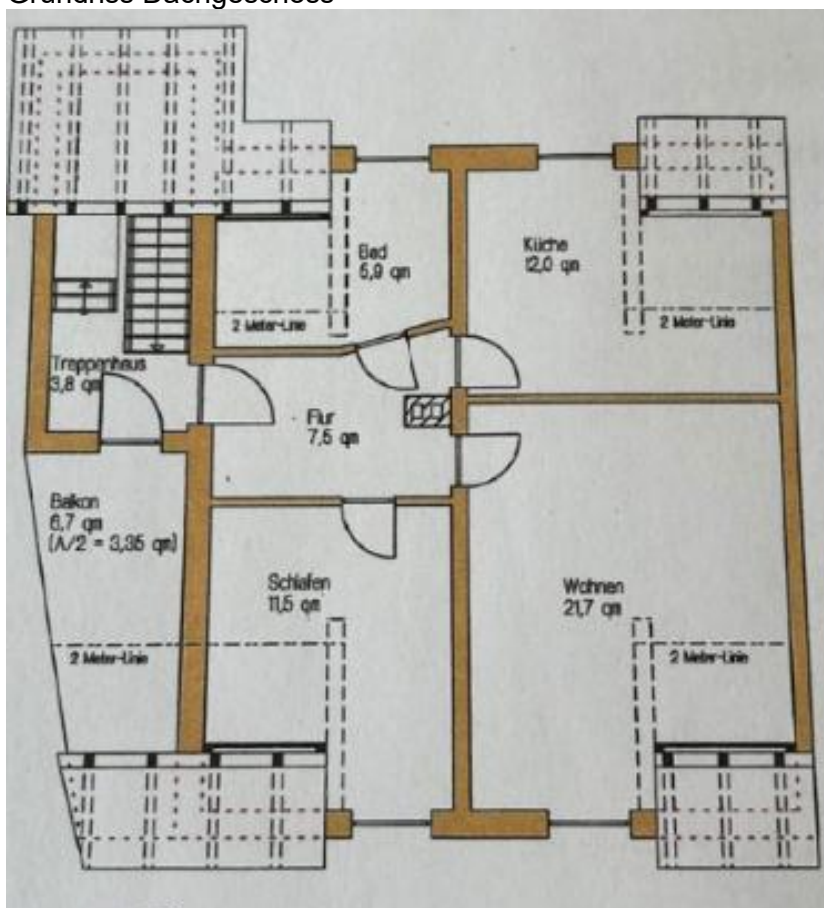 Grundriss Dachgeschoss
Bad
5,9 qm
2 Meter-Linie
Küche
12,0 qm
2 Meter-Linie
Treppenhaus
3,8 qm
Flur
7,5 qm
Balkon
6,7 qm
(A/2 = 3,35 qm)
2 Meter-Linie
Schlafen
11,5 qm
Wohnen
21,7 qm
2 Meter-Linie